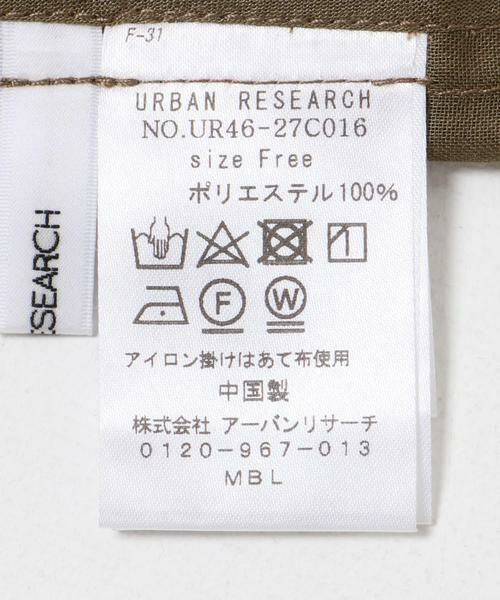 F-31
URBAN RESEARCH
NO.UR46-27C016
size Free
ポリエステル100%
F
W
アイロン掛けはあて布使用
中国製
株式会社 アーバンリサーチ
0120-967-013
MBL
ESEARCH